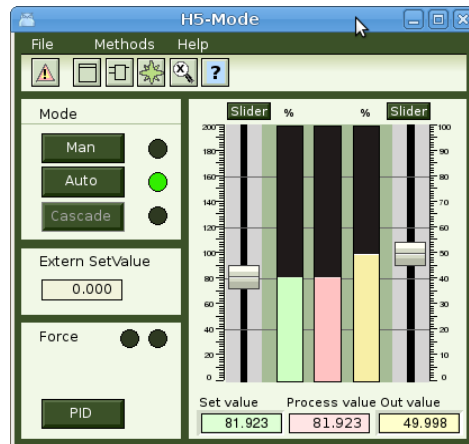 H5-Mode
File Methods Help
?
Mode
Man
Auto
Cascade
Extern SetValue
0.000
Force
PID
Slider % % Slider
200 100
180 90
160 80
140 70
120 60
100 50
80 40
60 30
40 20
20 10
0 0
Set value Process value Out value
81.923 81.923 49.998